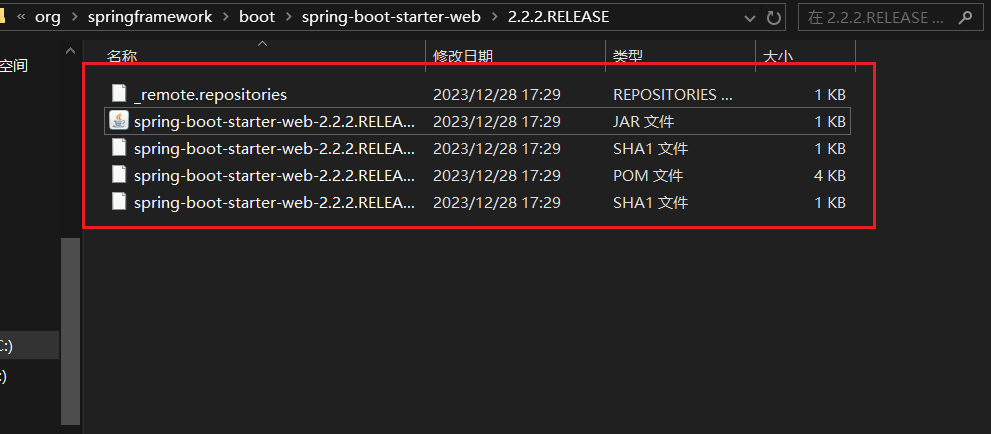 « org > springframework > boot > spring-boot-starter-web > 2.2.2.RELEASE
在 2.2.2.RELEASE ...
空间
名称 修改日期 类型 大小
_remote.repositories 2023/12/28 17:29 REPOSITORIES ... 1 KB
spring-boot-starter-web-2.2.2.RELEA... 2023/12/28 17:29 JAR 文件 1 KB
spring-boot-starter-web-2.2.2.RELEA... 2023/12/28 17:29 SHA1 文件 1 KB
spring-boot-starter-web-2.2.2.RELEA... 2023/12/28 17:29 POM 文件 4 KB
spring-boot-starter-web-2.2.2.RELEA... 2023/12/28 17:29 SHA1 文件 1 KB
C:)
:)